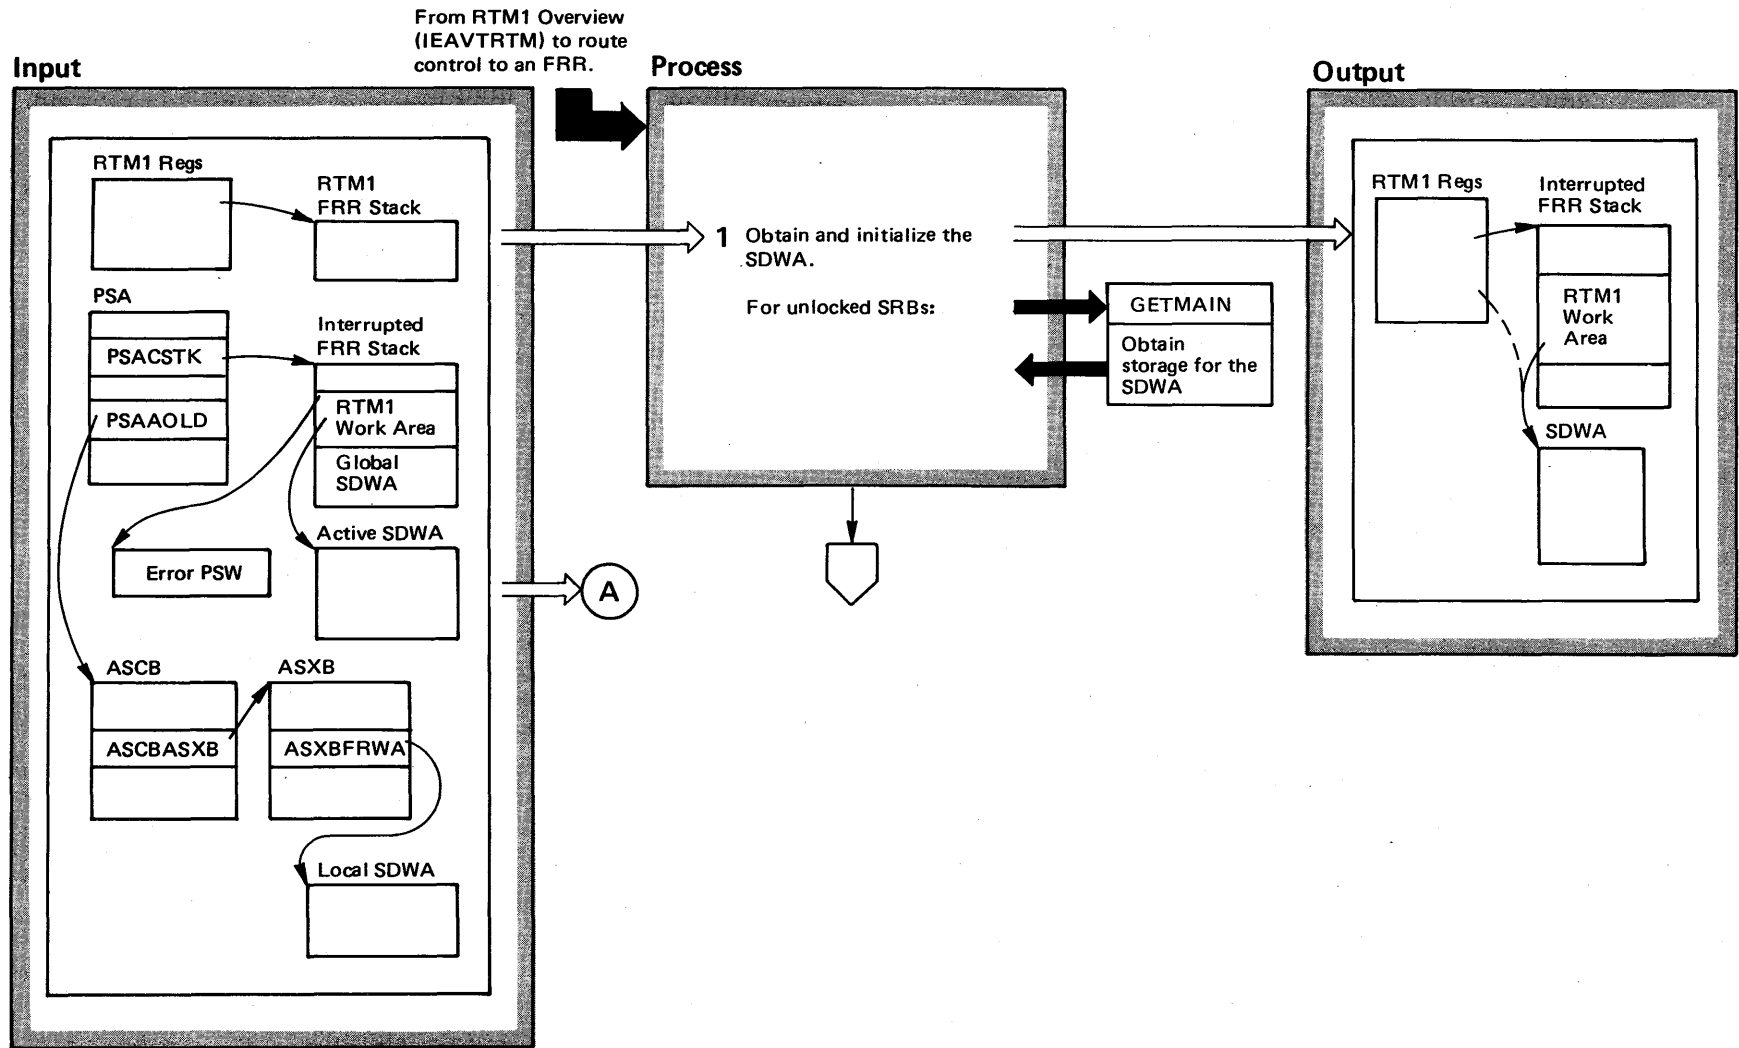 From RTM1 Overview
(IEAVTRTM) to route
control to an FRR.
Input
RTM1 Regs
RTM1
FRR Stack
PSA
PSACSTK
PSAAOLD
Interrupted
FRR Stack
RTM1
Work Area
Global
SDWA
Error PSW
Active SDWA
A
ASCB
ASCBASXB
ASXB
ASXBFRWA
Local SDWA
Process
1 Obtain and initialize the
SDWA.
For unlocked SRBs:
GETMAIN
Obtain
storage for the
SDWA
Output
RTM1 Regs
Interrupted
FRR Stack
RTM1
Work
Area
SDWA